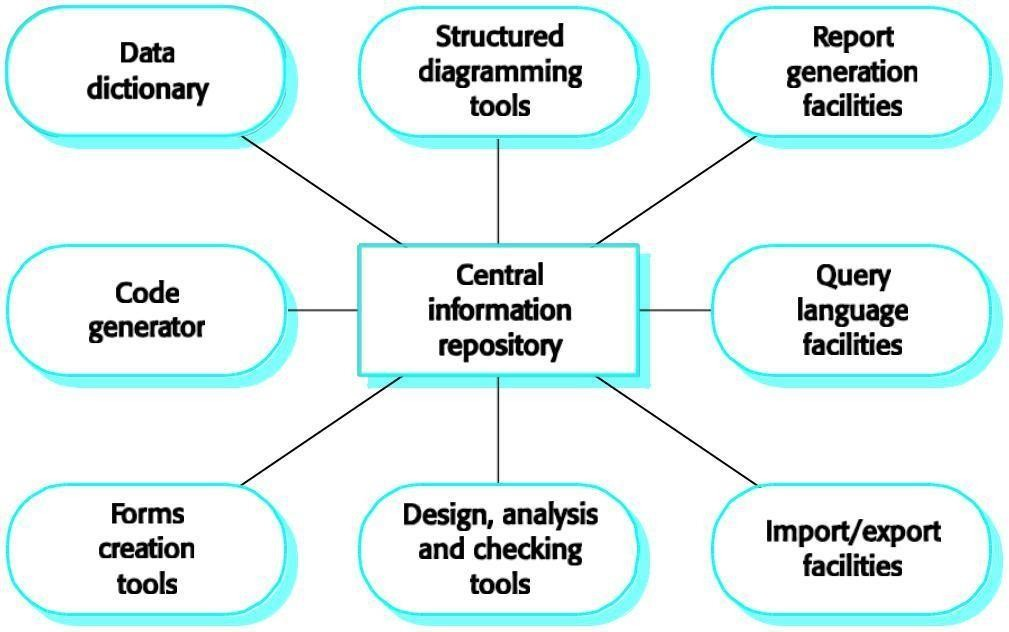 Data
dictionary
Structured
diagramming
tools
Report
generation
facilities
Code
generator
Central
information
repository
Query
language
facilities
Forms
creation
tools
Design, analysis
and checking
tools
Import/export
facilities